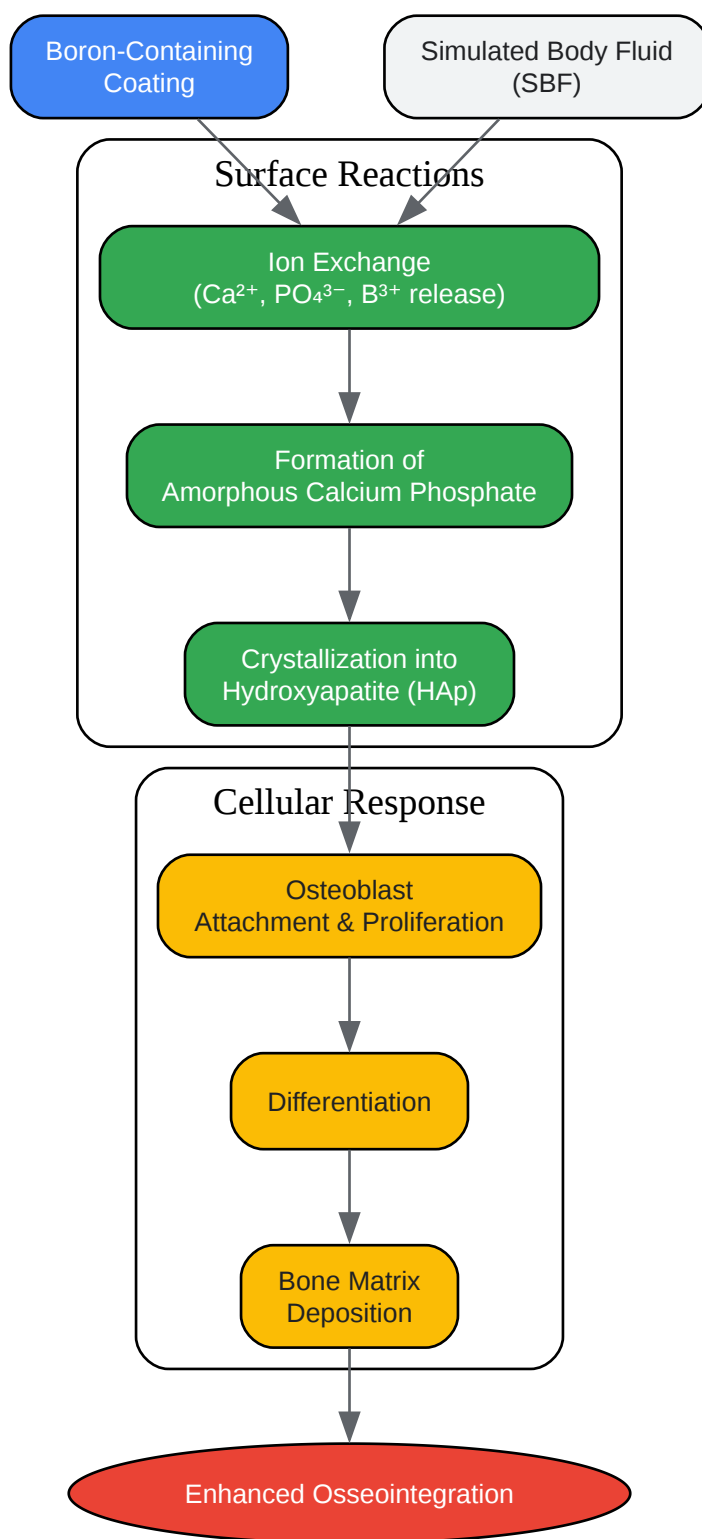 Boron-Containing
Coating
Simulated Body Fluid
(SBF)
Surface Reactions
Ion Exchange
(Ca²⁺, PO₄³⁻, B³⁺ release)
Formation of
Amorphous Calcium Phosphate
Crystallization into
Hydroxyapatite (HAp)
Cellular Response
Osteoblast
Attachment & Proliferation
Differentiation
Bone Matrix
Deposition
Enhanced Osseointegration